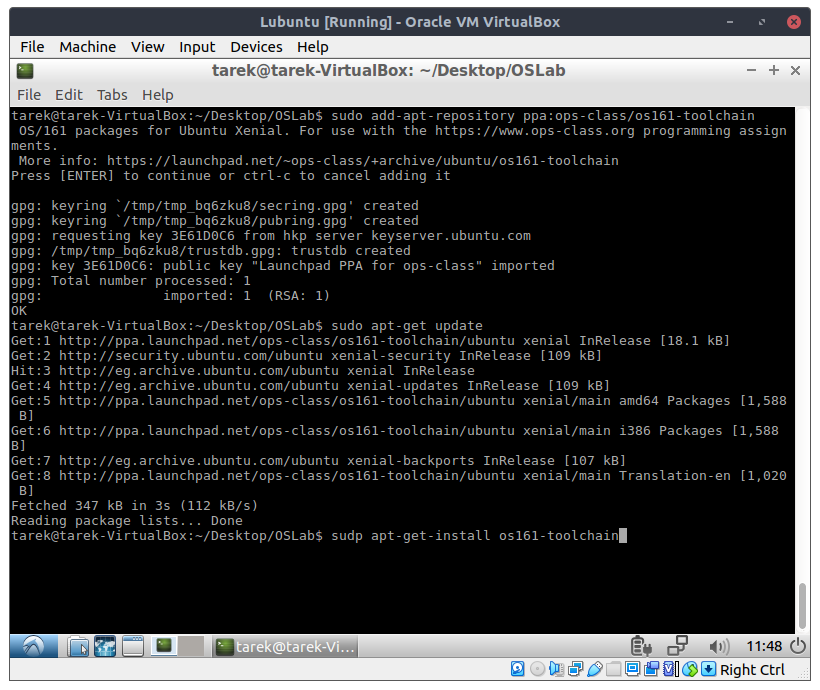 Lubuntu [Running] - Oracle VM VirtualBox
File Machine View Input Devices Help
tarek@tarek-VirtualBox: ~/Desktop/OSLab
File Edit Tabs Help
tarek@tarek-VirtualBox:~/Desktop/OSLab$ sudo add-apt-repository ppa:ops-class/os161-toolchain
 OS/161 packages for Ubuntu Xenial. For use with the https://www.ops-class.org programming assign
ments.
 More info: https://launchpad.net/~ops-class/+archive/ubuntu/os161-toolchain
Press [ENTER] to continue or ctrl-c to cancel adding it
gpg: keyring `/tmp/tmp_bq6zku8/secring.gpg' created
gpg: keyring `/tmp/tmp_bq6zku8/pubring.gpg' created
gpg: requesting key 3E61D0C6 from hkp server keyserver.ubuntu.com
gpg: /tmp/tmp_bq6zku8/trustdb.gpg: trustdb created
gpg: key 3E61D0C6: public key "Launchpad PPA for ops-class" imported
gpg: Total number processed: 1
gpg:               imported: 1  (RSA: 1)
OK
tarek@tarek-VirtualBox:~/Desktop/OSLab$ sudo apt-get update
Get:1 http://ppa.launchpad.net/ops-class/os161-toolchain/ubuntu xenial InRelease [18.1 kB]
Get:2 http://security.ubuntu.com/ubuntu xenial-security InRelease [109 kB]
Hit:3 http://eg.archive.ubuntu.com/ubuntu xenial InRelease
Get:4 http://eg.archive.ubuntu.com/ubuntu xenial-updates InRelease [109 kB]
Get:5 http://ppa.launchpad.net/ops-class/os161-toolchain/ubuntu xenial/main amd64 Packages [1,588
 B]
Get:6 http://ppa.launchpad.net/ops-class/os161-toolchain/ubuntu xenial/main i386 Packages [1,588
B]
Get:7 http://eg.archive.ubuntu.com/ubuntu xenial-backports InRelease [107 kB]
Get:8 http://ppa.launchpad.net/ops-class/os161-toolchain/ubuntu xenial/main Translation-en [1,020
 B]
Fetched 347 kB in 3s (112 kB/s)
Reading package lists... Done
tarek@tarek-VirtualBox:~/Desktop/OSLab$ sudp apt-get-install os161-toolchain
tarek@tarek-Vi... 11:48
Right Ctrl